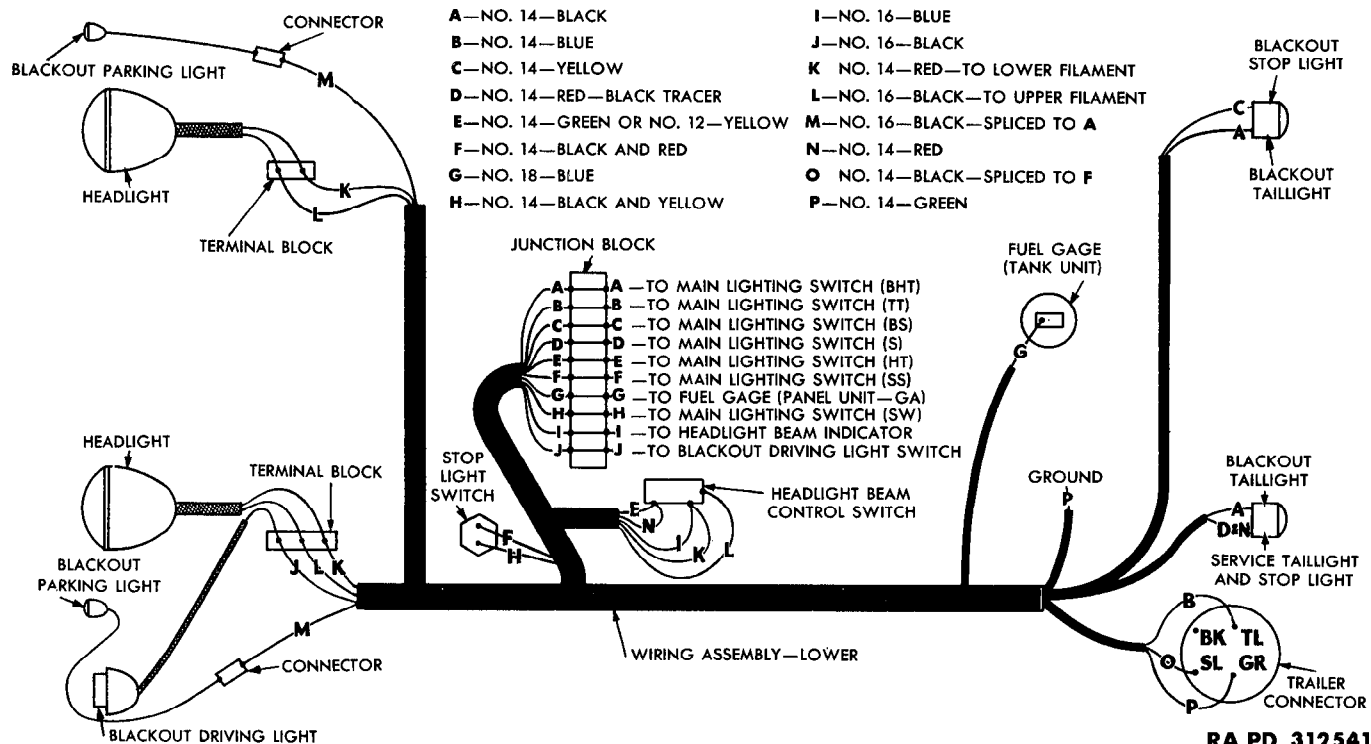 A—NO. 14—BLACK
B—NO. 14—BLUE
C—NO. 14—YELLOW
D—NO. 14—RED—BLACK TRACER
E—NO. 14—GREEN OR NO. 12—YELLOW
F—NO. 14—BLACK AND RED
G—NO. 18—BLUE
H—NO. 14—BLACK AND YELLOW
I—NO. 16—BLUE
J—NO. 16—BLACK
K NO. 14—RED—TO LOWER FILAMENT
L—NO. 16—BLACK—TO UPPER FILAMENT
M—NO. 16—BLACK—SPLICED TO A
N—NO. 14—RED
O NO. 14—BLACK—SPLICED TO F
P—NO. 14—GREEN
CONNECTOR
BLACKOUT PARKING LIGHT
M
HEADLIGHT
K
L
TERMINAL BLOCK
BLACKOUT
STOP LIGHT
C
A
BLACKOUT
TAILLIGHT
JUNCTION BLOCK
A A —TO MAIN LIGHTING SWITCH (BHT)
B B —TO MAIN LIGHTING SWITCH (TT)
C C —TO MAIN LIGHTING SWITCH (BS)
D D —TO MAIN LIGHTING SWITCH (S)
E E —TO MAIN LIGHTING SWITCH (HT)
F F —TO MAIN LIGHTING SWITCH (SS)
G G —TO FUEL GAGE (PANEL UNIT—GA)
H H —TO MAIN LIGHTING SWITCH (SW)
I I —TO HEADLIGHT BEAM INDICATOR
J J —TO BLACKOUT DRIVING LIGHT SWITCH
FUEL GAGE
(TANK UNIT)
G
HEADLIGHT
TERMINAL BLOCK
J L K
BLACKOUT
PARKING LIGHT
M
CONNECTOR
BLACKOUT DRIVING LIGHT
STOP
LIGHT
SWITCH
F
H
E
N
I
K
L
HEADLIGHT BEAM
CONTROL SWITCH
WIRING ASSEMBLY—LOWER
GROUND
P
BLACKOUT
TAILLIGHT
A
D&N
SERVICE TAILLIGHT
AND STOP LIGHT
B
BK TL
O
SL GR
P
TRAILER
CONNECTOR
RA PD 312541